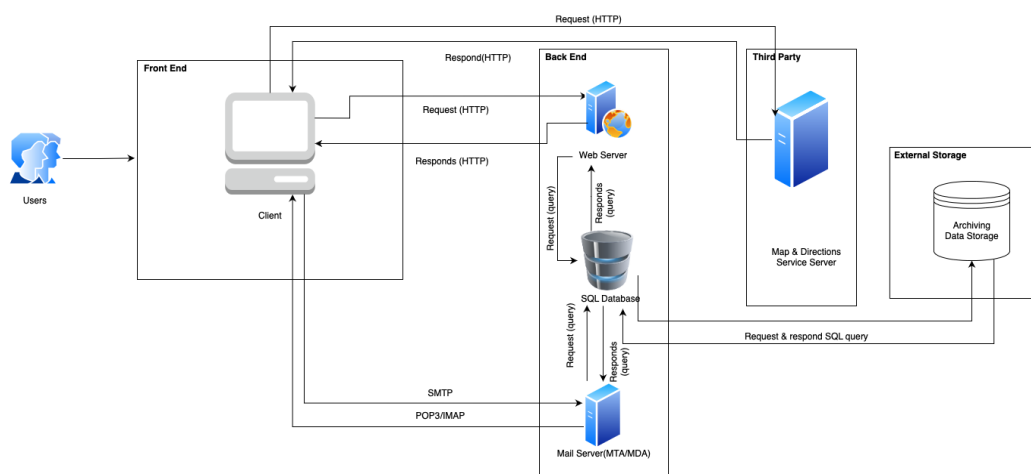 Request (HTTP)
Respond(HTTP)
Back End
Third Party
Front End
Request (HTTP)
External Storage
Web Server
Responds (HTTP)
Users
Client
Request (query)
Responds
(query)
Archiving
Data Storage
Map & Directions
Service Server
SQL Database
Request & respond SQL query
Request (query)
Responds
(query)
SMTP
POP3/IMAP
Mail Server(MTA/MDA)